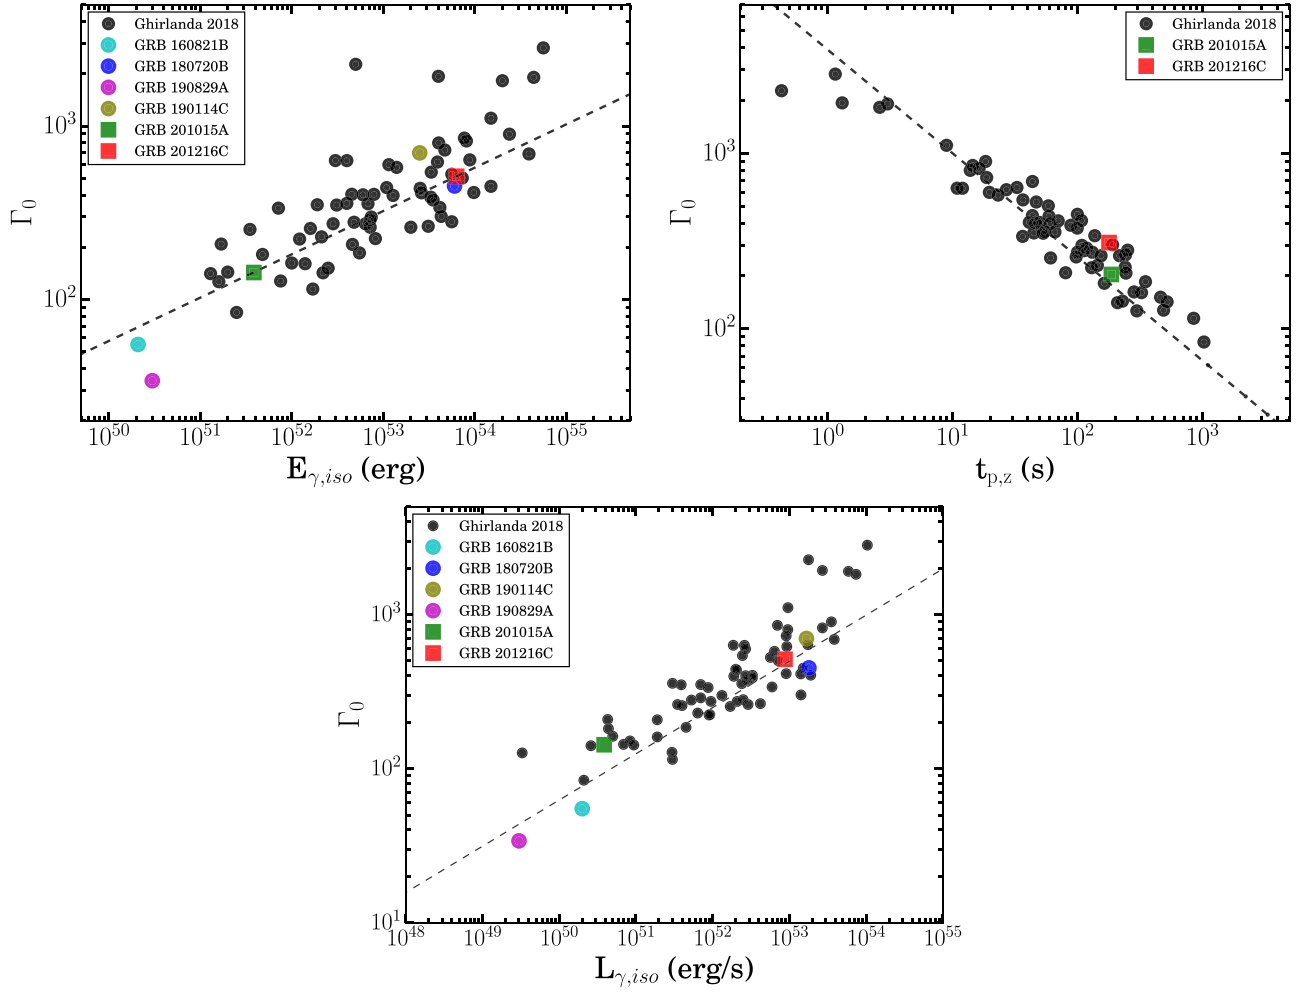 Ghirlanda 2018
GRB 160821B
GRB 180720B
GRB 190829A
GRB 190114C
GRB 201015A
GRB 201216C
10^3
10^2
Γ_0
10^50 10^51 10^52 10^53 10^54 10^55
E_γ,iso (erg)
Ghirlanda 2018
GRB 201015A
GRB 201216C
10^3
10^2
Γ_0
10^0 10^1 10^2 10^3
t_p,z (s)
Ghirlanda 2018
GRB 160821B
GRB 180720B
GRB 190114C
GRB 190829A
GRB 201015A
GRB 201216C
10^3
10^2
10^1
Γ_0
10^48 10^49 10^50 10^51 10^52 10^53 10^54 10^55
L_γ,iso (erg/s)